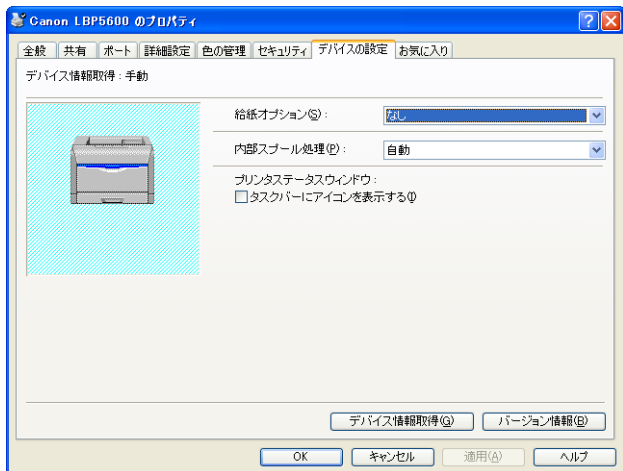 Canon LBP5600 のプロパティ
全般 共有 ポート 詳細設定 色の管理 セキュリティ デバイスの設定 お気に入り
デバイス情報取得 : 手動
給紙オプション(S) : なし
内部スプール処理(P) : 自動
プリンタステータスウィンドウ :
タスクバーにアイコンを表示する(I)
デバイス情報取得(G) バージョン情報(B)
OK キャンセル 適用(A) ヘルプ